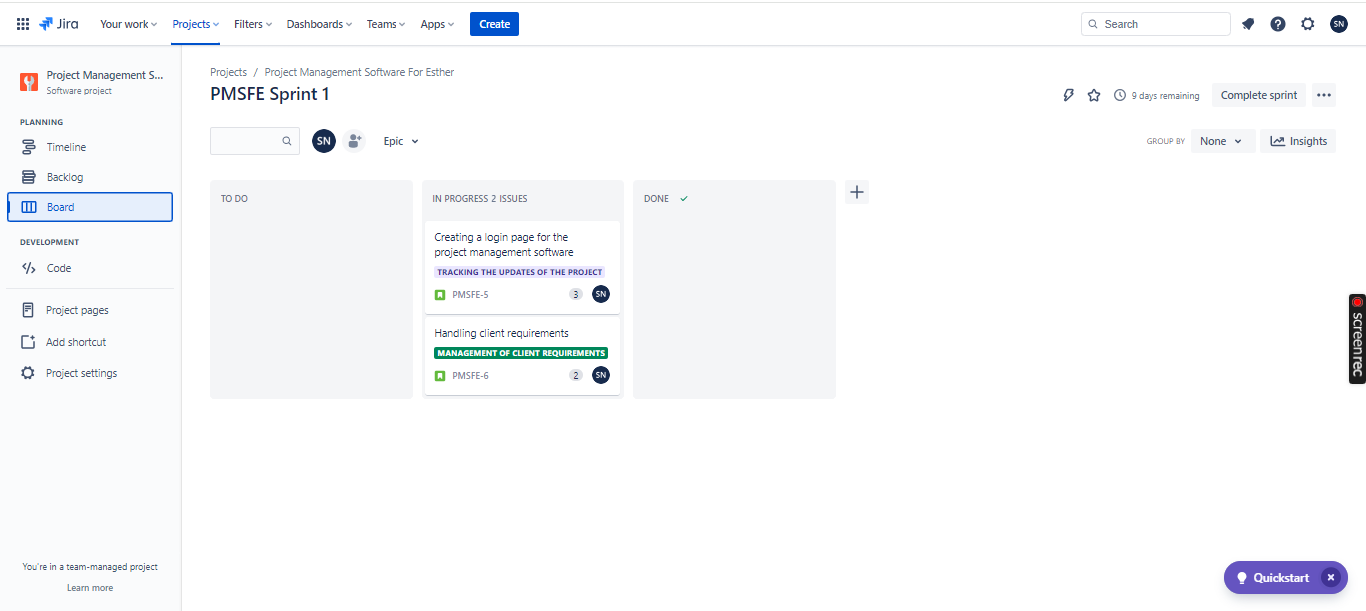 Jira Your work Projects Filters Dashboards Teams Apps Create Search SN
Project Management S...
Software project
PLANNING
Timeline
Backlog
Board
DEVELOPMENT
Code
Project pages
Add shortcut
Project settings
You're in a team-managed project
Learn more
Projects / Project Management Software For Esther
PMSFE Sprint 1
9 days remaining Complete sprint
SN Epic GROUP BY None Insights
TO DO
IN PROGRESS 2 ISSUES
Creating a login page for the
project management software
TRACKING THE UPDATES OF THE PROJECT
PMSFE-5 3 SN
Handling client requirements
MANAGEMENT OF CLIENT REQUIREMENTS
PMSFE-6 2 SN
DONE
screenrec
Quickstart